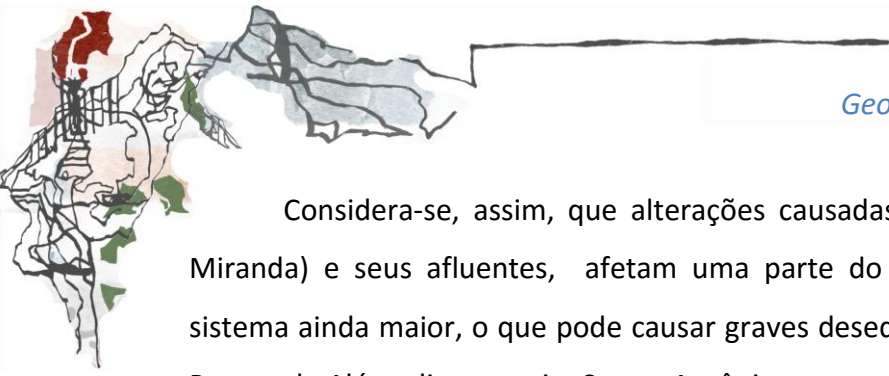 Geo
Considera-se, assim, que alterações causadas
Miranda) e seus afluentes, afetam uma parte do
sistema ainda maior, o que pode causar graves